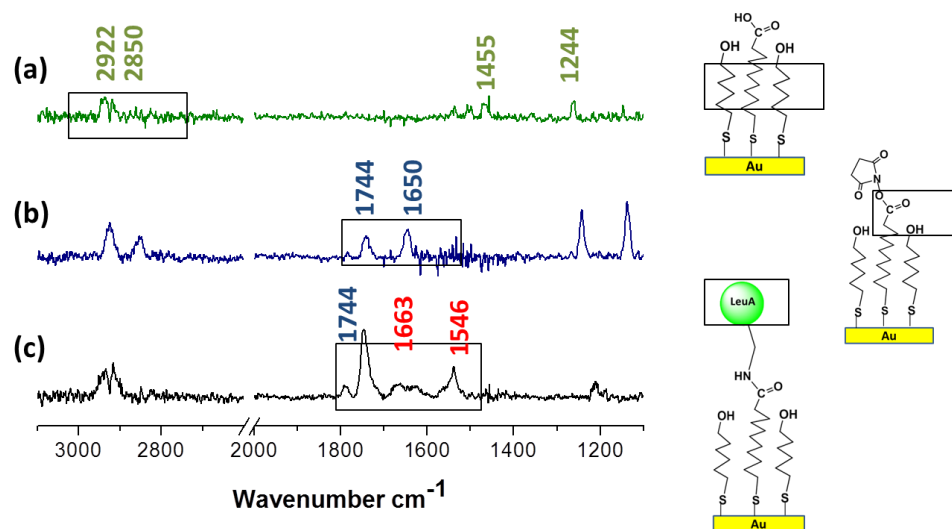 (a)
2922
2850
1455
1244
(b)
1744
1650
(c)
1744
1663
1546
3000
2800
2000
1800
1600
1400
1200
Wavenumber cm-1
HO
C
O
OH
OH
S
S
S
Au
O
N
O
O
C
O
OH
OH
S
S
S
Au
LeuA
HN
C
O
OH
OH
S
S
S
Au